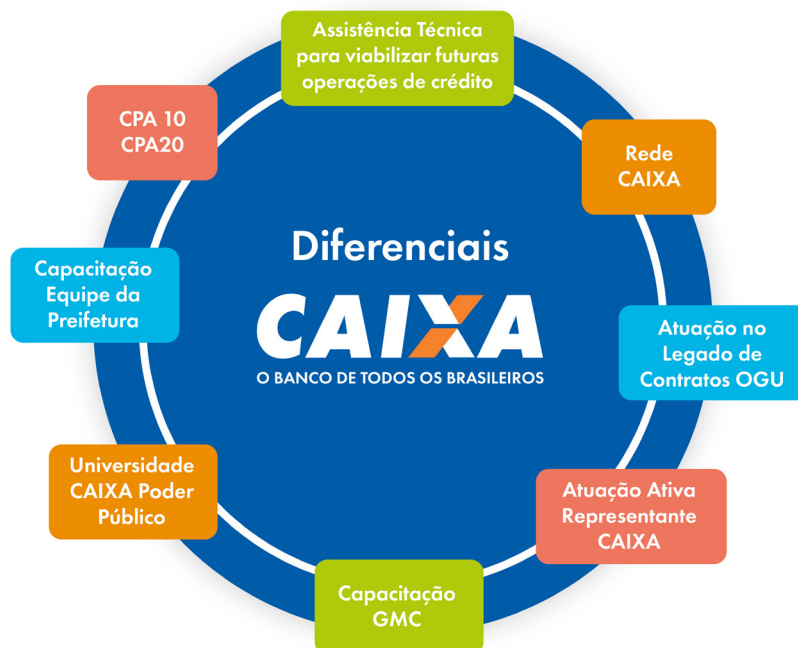 Assistência Técnica
para viabilizar futuras
operações de crédito
CPA 10
CPA20
Rede
CAIXA
Diferenciais
CAIXA
O BANCO DE TODOS OS BRASILEIROS
Capacitação
Equipe da
Preifetura
Atuação no
Legado de
Contratos OGU
Universidade
CAIXA Poder
Público
Atuação Ativa
Representante
CAIXA
Capacitação
GMC